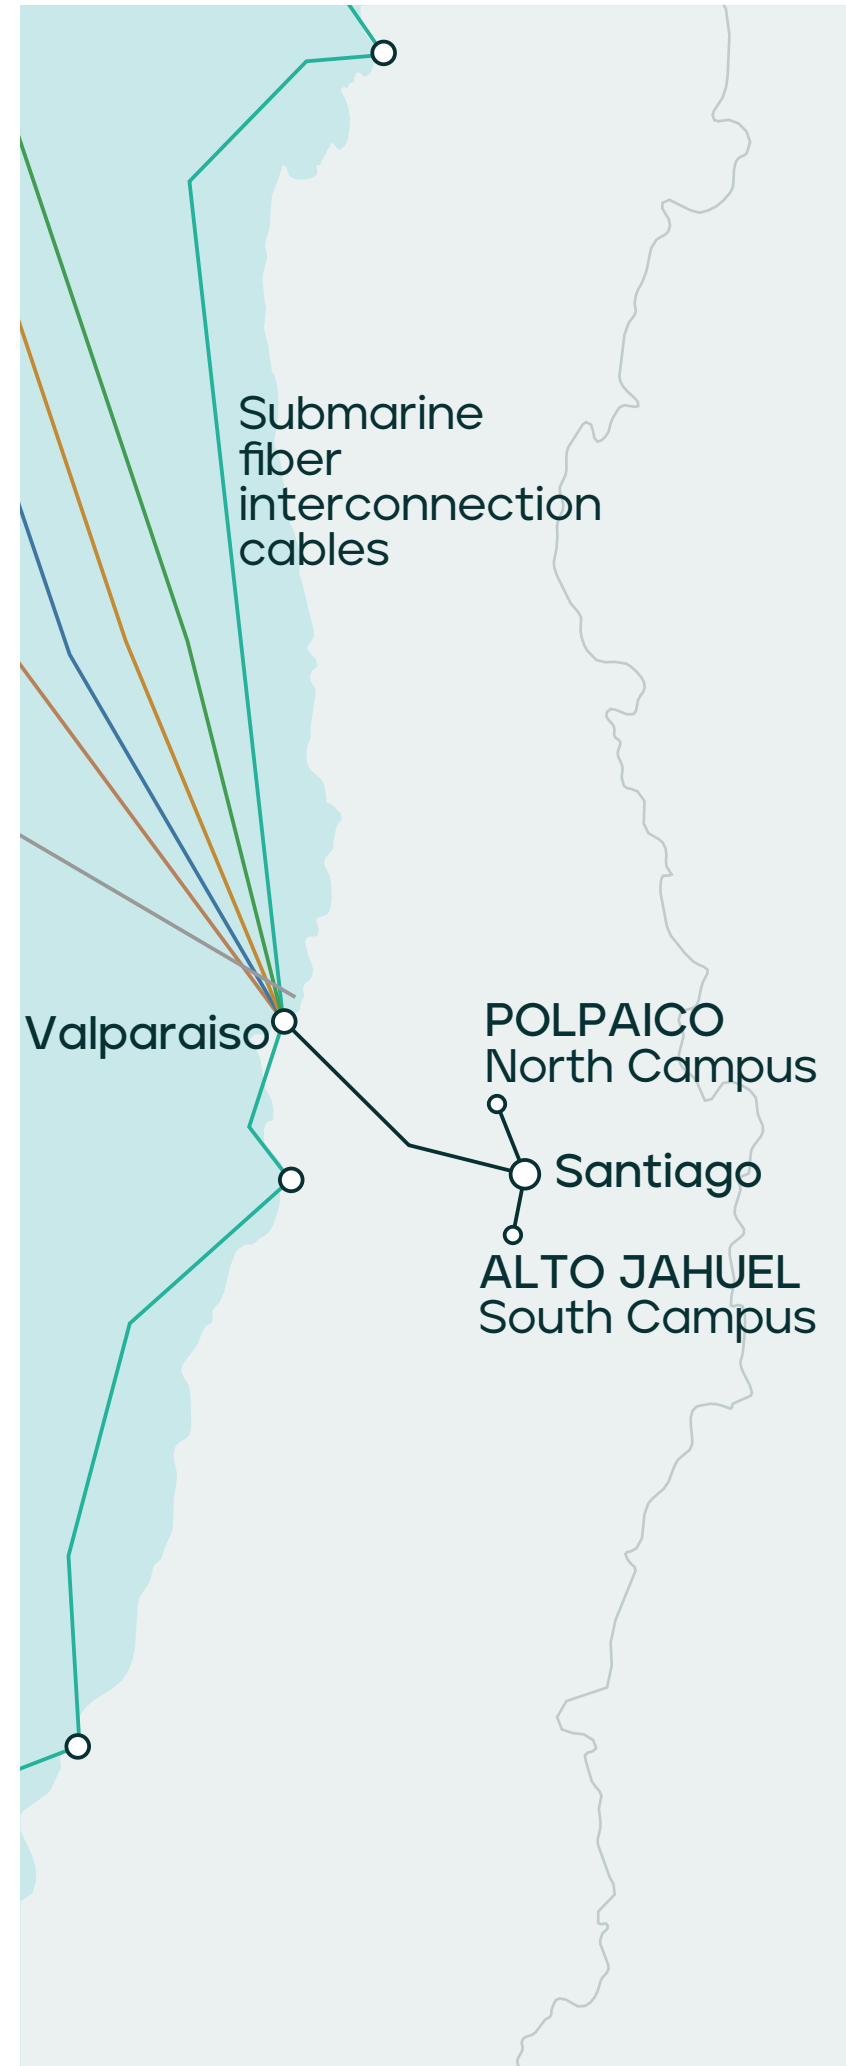 Submarine
fiber
interconnection
cables
Valparaiso
POLPAICO
North Campus
Santiago
ALTO JAHUEL
South Campus